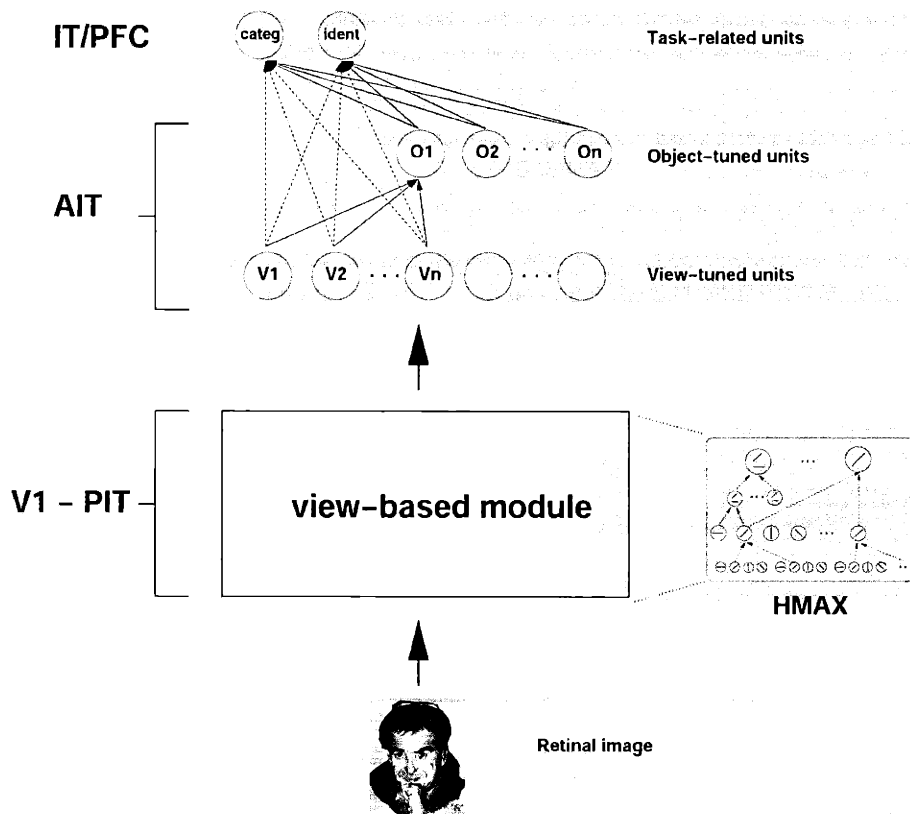 IT/PFC categ ident Task-related units
O1 O2 ··· On Object-tuned units
AIT
V1 V2 ··· Vn ··· View-tuned units
V1 - PIT view-based module
...
...
...
...
HMAX
Retinal image